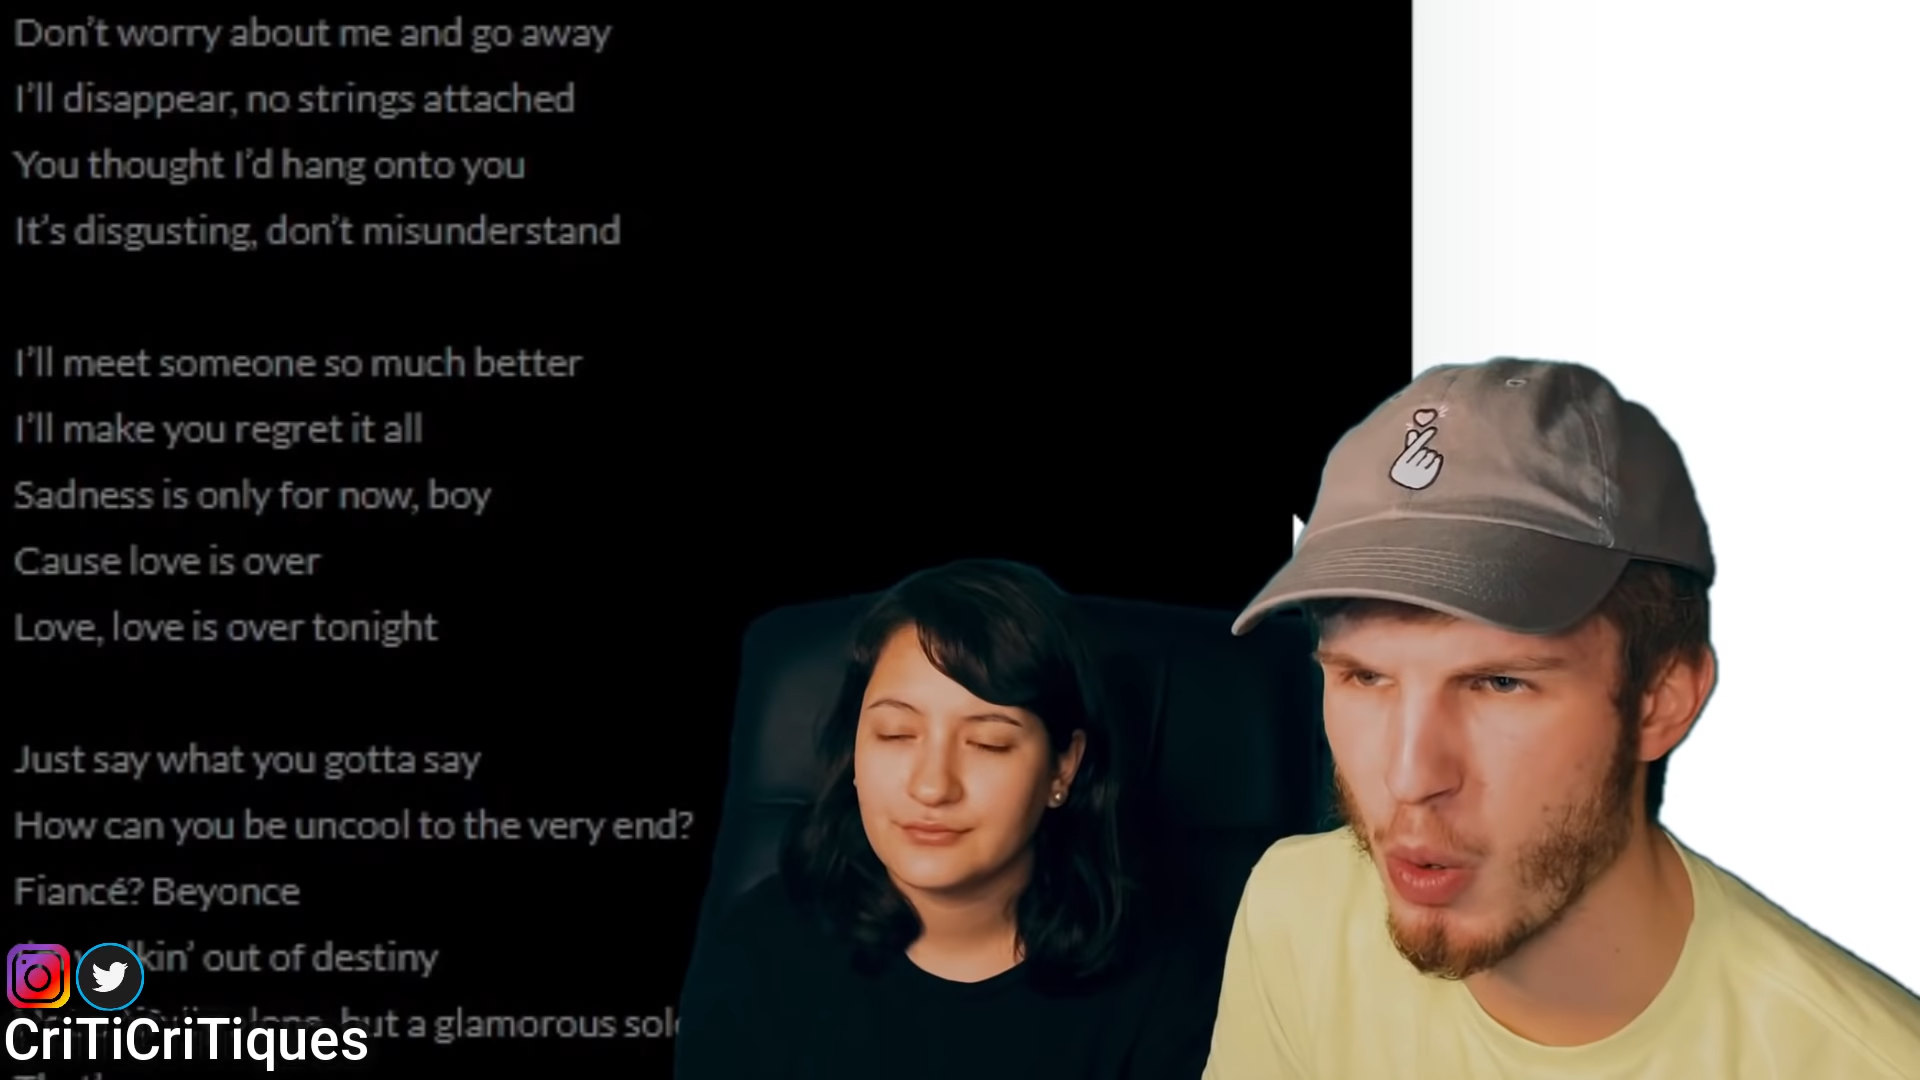 Don’t worry about me and go away
I’ll disappear, no strings attached
You thought I’d hang onto you
It’s disgusting, don’t misunderstand
I’ll meet someone so much better
I’ll make you regret it all
Sadness is only for now, boy
Cause love is over
Love, love is over tonight
Just say what you gotta say
How can you be uncool to the very end?
Fiancé? Beyonce
out of destiny
but a glamorous
CriTiCriTiques